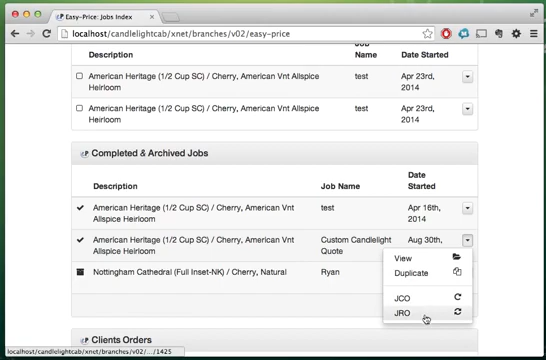 Easy-Price: Jobs Index
localhost/candlelightcab/xnet/branches/v02/easy-price
Job
Description Name Date Started
American Heritage (1/2 Cup SC) / Cherry, American Vnt Allspice test Apr 23rd,
Heirloom 2014
American Heritage (1/2 Cup SC) / Cherry, American Vnt Allspice test Apr 23rd,
Heirloom 2014
Completed & Archived Jobs
Date
Description Job Name Started
American Heritage (1/2 Cup SC) / Cherry, American Vnt test Apr 16th,
Allspice Heirloom 2014
American Heritage (1/2 Cup SC) / Cherry, American Vnt Custom Candlelight Aug 30th,
Allspice Heirloom Quote
View
Nottingham Cathedral (Full Inset-NK) / Cherry, Natural Ryan
Duplicate
JCO
JRO
Clients Orders
localhost/candlelightcab/xnet/branches/v02/.../1425